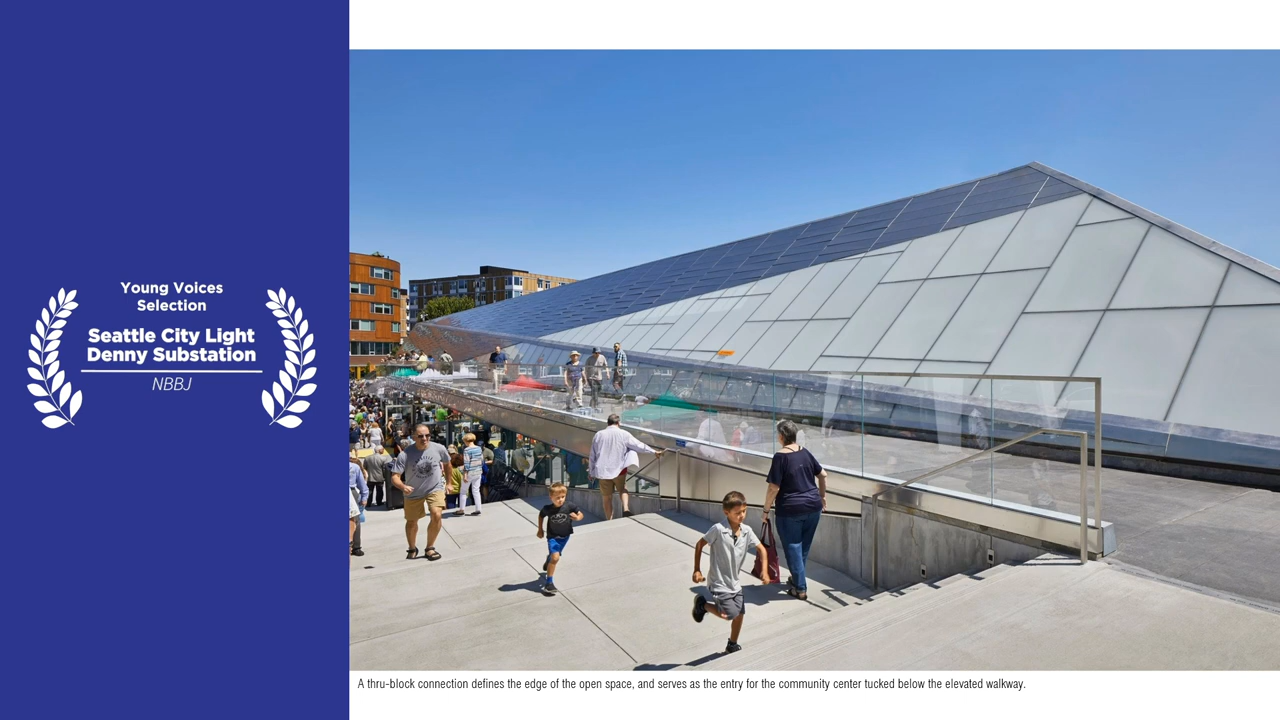 Young Voices
Selection
Seattle City Light
Denny Substation
NBBJ
A thru-block connection defines the edge of the open space, and serves as the entry for the community center tucked below the elevated walkway.